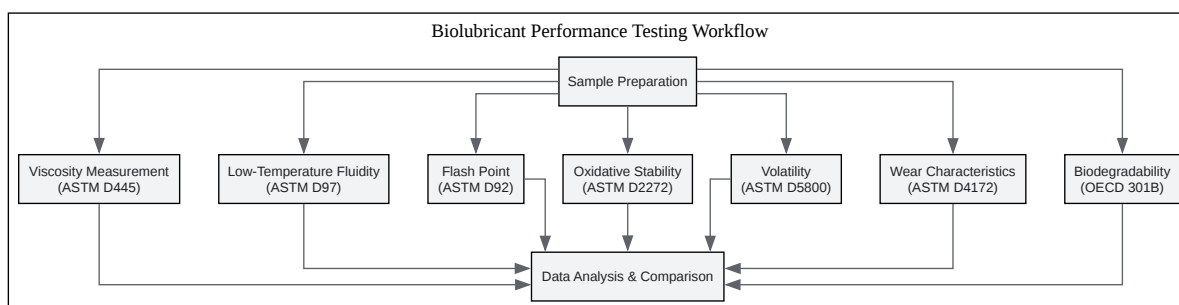 Biolubricant Performance Testing Workflow
Sample Preparation
Viscosity Measurement
(ASTM D445)
Low-Temperature Fluidity
(ASTM D97)
Flash Point
(ASTM D92)
Oxidative Stability
(ASTM D2272)
Volatility
(ASTM D5800)
Wear Characteristics
(ASTM D4172)
Biodegradability
(OECD 301B)
Data Analysis & Comparison